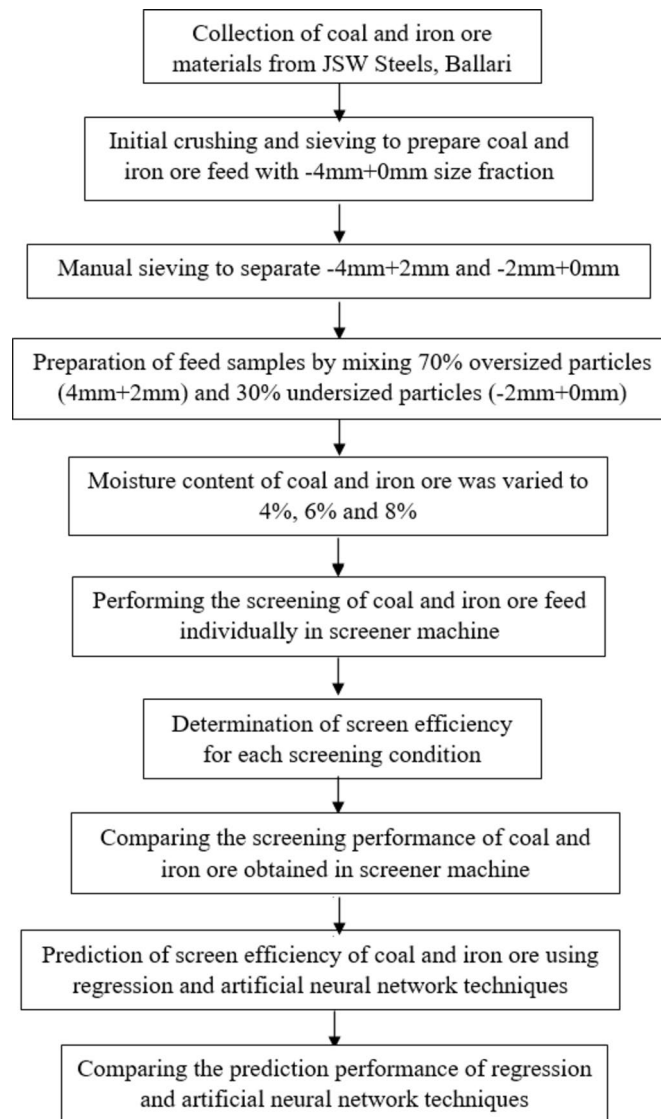 Collection of coal and iron ore
materials from JSW Steels, Ballari
Initial crushing and sieving to prepare coal and
iron ore feed with -4mm+0mm size fraction
Manual sieving to separate -4mm+2mm and -2mm+0mm
Preparation of feed samples by mixing 70% oversized particles
(4mm+2mm) and 30% undersized particles (-2mm+0mm)
Moisture content of coal and iron ore was varied to
4%, 6% and 8%
Performing the screening of coal and iron ore feed
individually in screener machine
Determination of screen efficiency
for each screening condition
Comparing the screening performance of coal and
iron ore obtained in screener machine
Prediction of screen efficiency of coal and iron ore using
regression and artificial neural network techniques
Comparing the prediction performance of regression
and artificial neural network techniques